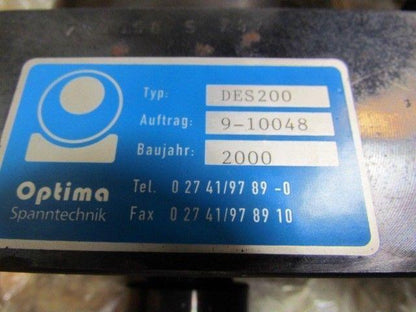 Typ: DES200
Auftrag: 9-10048
Baujahr: 2000
Optima
Spanntechnik
Tel. 0 27 41/97 89 -0
Fax 0 27 41/97 89 10